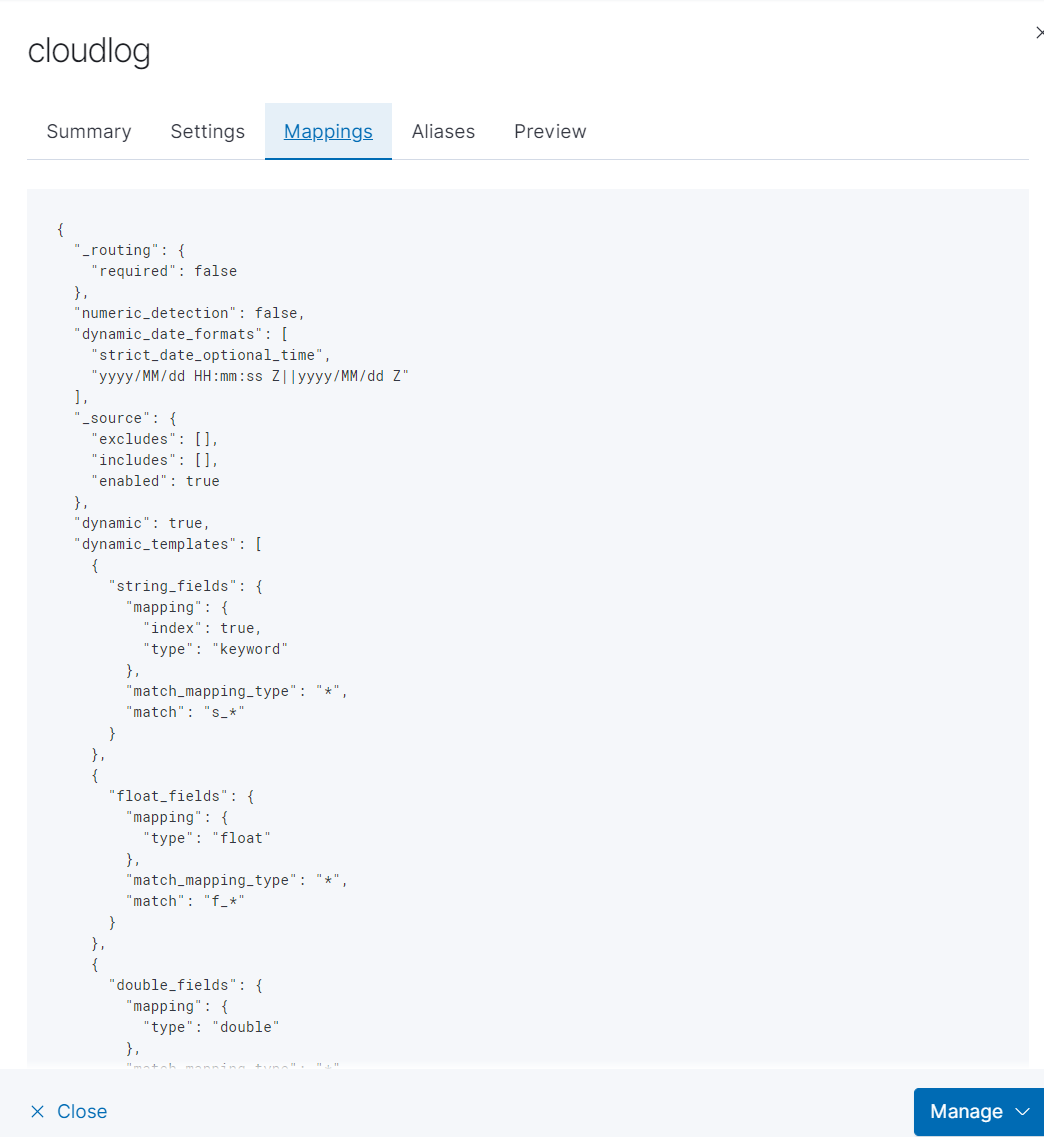 cloudlog
Summary Settings Mappings Aliases Preview
{
  "_routing": {
    "required": false
  },
  "numeric_detection": false,
  "dynamic_date_formats": [
    "strict_date_optional_time",
    "yyyy/MM/dd HH:mm:ss Z||yyyy/MM/dd Z"
  ],
  "_source": {
    "excludes": [],
    "includes": [],
    "enabled": true
  },
  "dynamic": true,
  "dynamic_templates": [
    {
      "string_fields": {
        "mapping": {
          "index": true,
          "type": "keyword"
        },
        "match_mapping_type": "*",
        "match": "s_*"
      }
    },
    {
      "float_fields": {
        "mapping": {
          "type": "float"
        },
        "match_mapping_type": "*",
        "match": "f_*"
      }
    },
    {
      "double_fields": {
        "mapping": {
          "type": "double"
        },
        "match_mapping_type": "*"
Close Manage